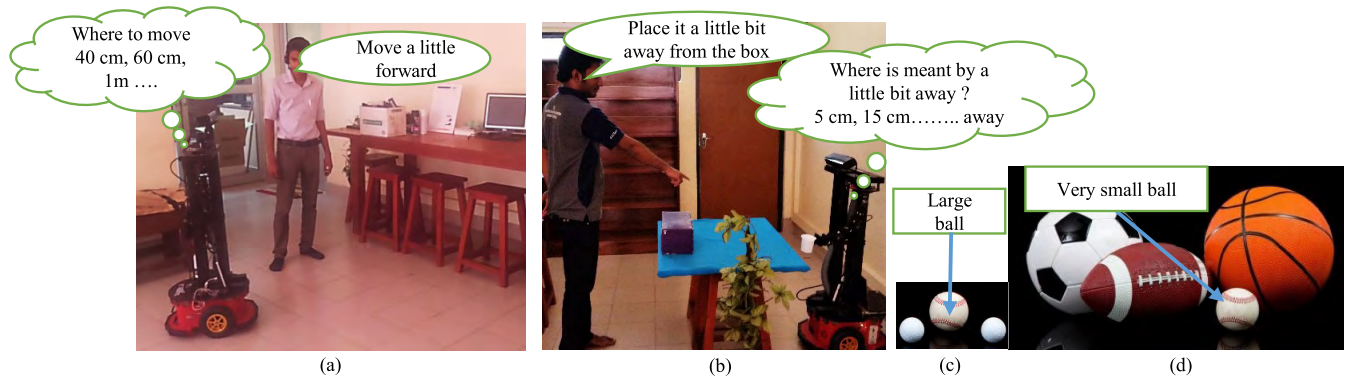 Where to move
40 cm, 60 cm,
1m ….
Move a little
forward
Place it a little bit
away from the box
Where is meant by a
little bit away ?
5 cm, 15 cm…….. away
Large
ball
Very small ball
(a)
(b)
(c)
(d)